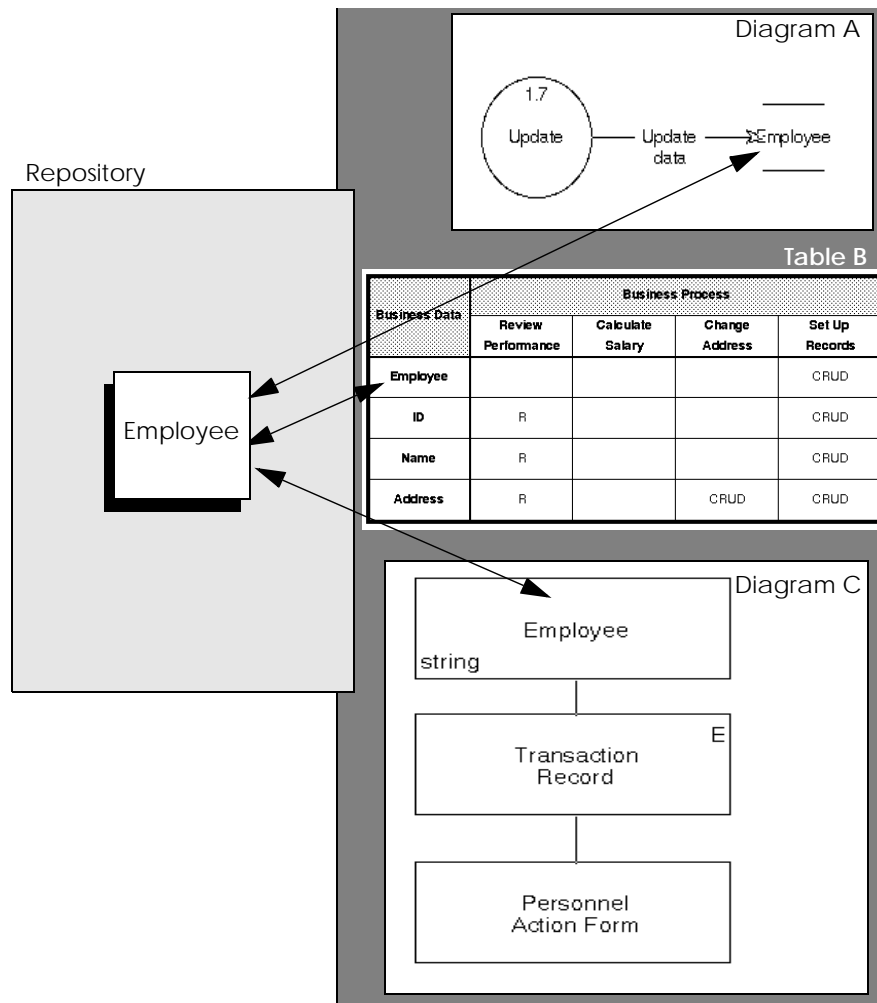 Diagram A
1.7
Update
Update
data
Employee
Repository
Employee
Table B
Business Data
Business Process
Review
Performance
Calculate
Salary
Change
Address
Set Up
Records
Employee CRUD
ID R CRUD
Name R CRUD
Address R CRUD CRUD
Diagram C
Employee
string
E
Transaction
Record
Personnel
Action Form